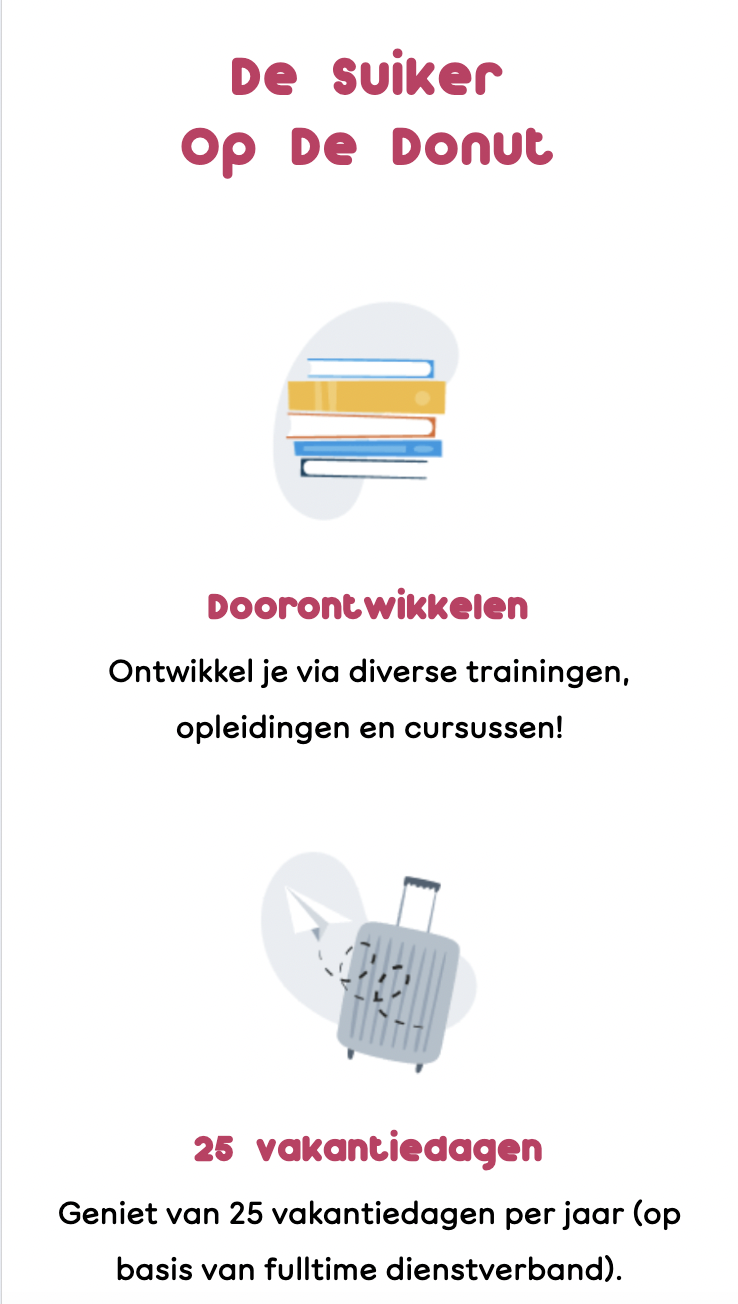 De Suiker
Op De Donut
Doorontwikkelen
Ontwikkel je via diverse trainingen,
opleidingen en cursussen!
25 vakantiedagen
Geniet van 25 vakantiedagen per jaar (op
basis van fulltime dienstverband).